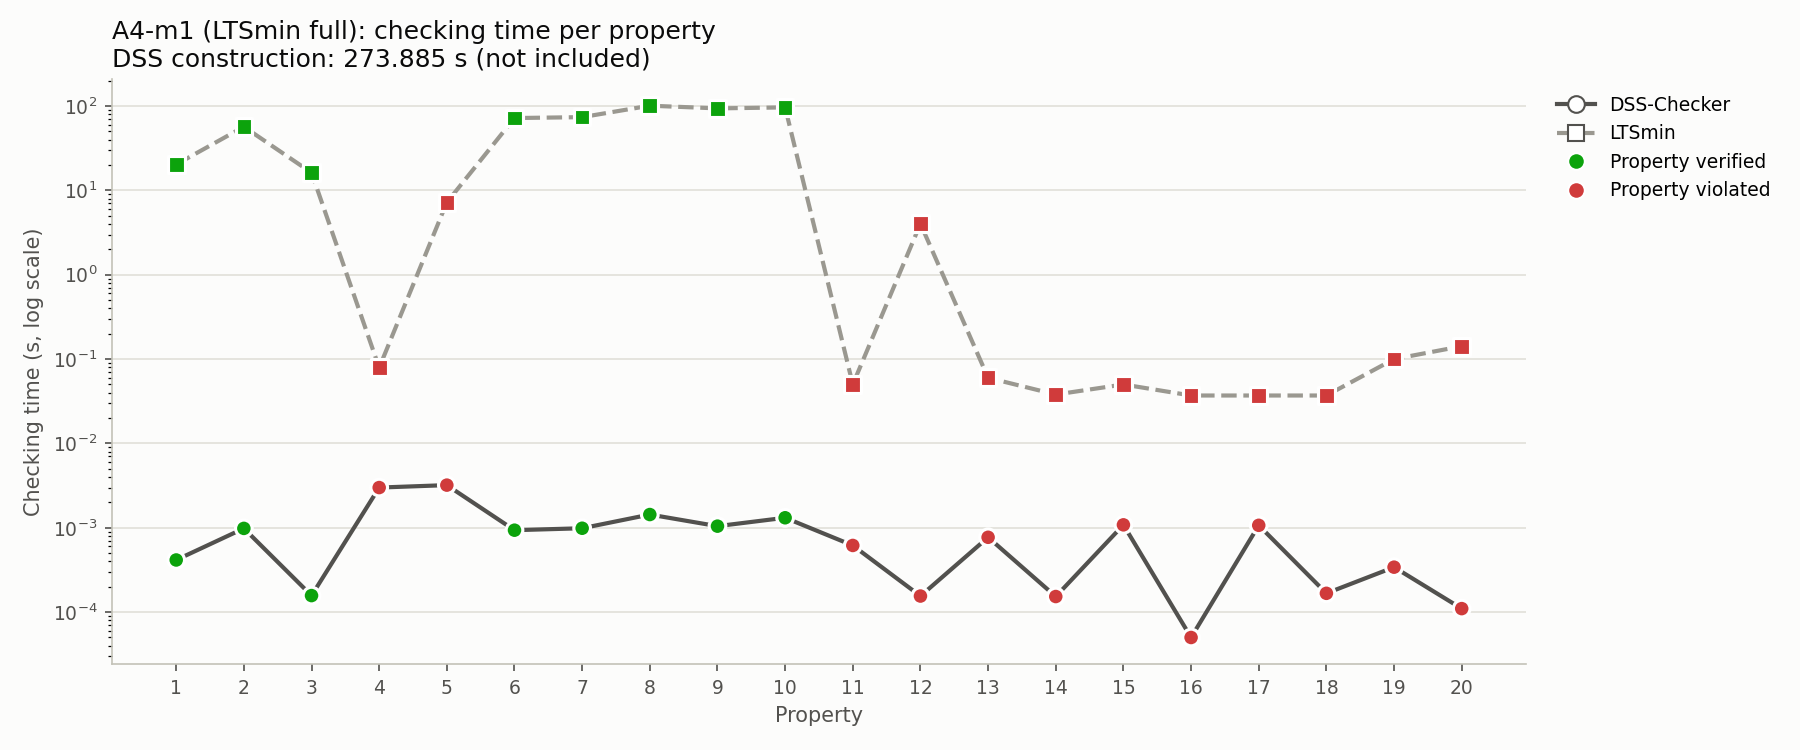 A4-m1 (LTSmin full): checking time per property
DSS construction: 273.885 s (not included)
Checking time (s, log scale)
10²
10¹
10⁰
10⁻¹
10⁻²
10⁻³
10⁻⁴
1 2 3 4 5 6 7 8 9 10 11 12 13 14 15 16 17 18 19 20
Property
DSS-Checker
LTSmin
Property verified
Property violated